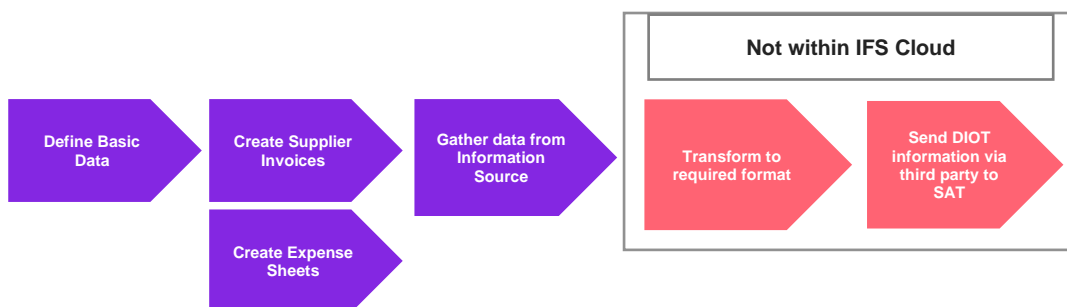 Not within IFS Cloud
Define Basic
Data
Create Supplier
Invoices
Gather data from
Information
Source
Transform to
required format
Send DIOT
information via
third party to
SAT
Create Expense
Sheets